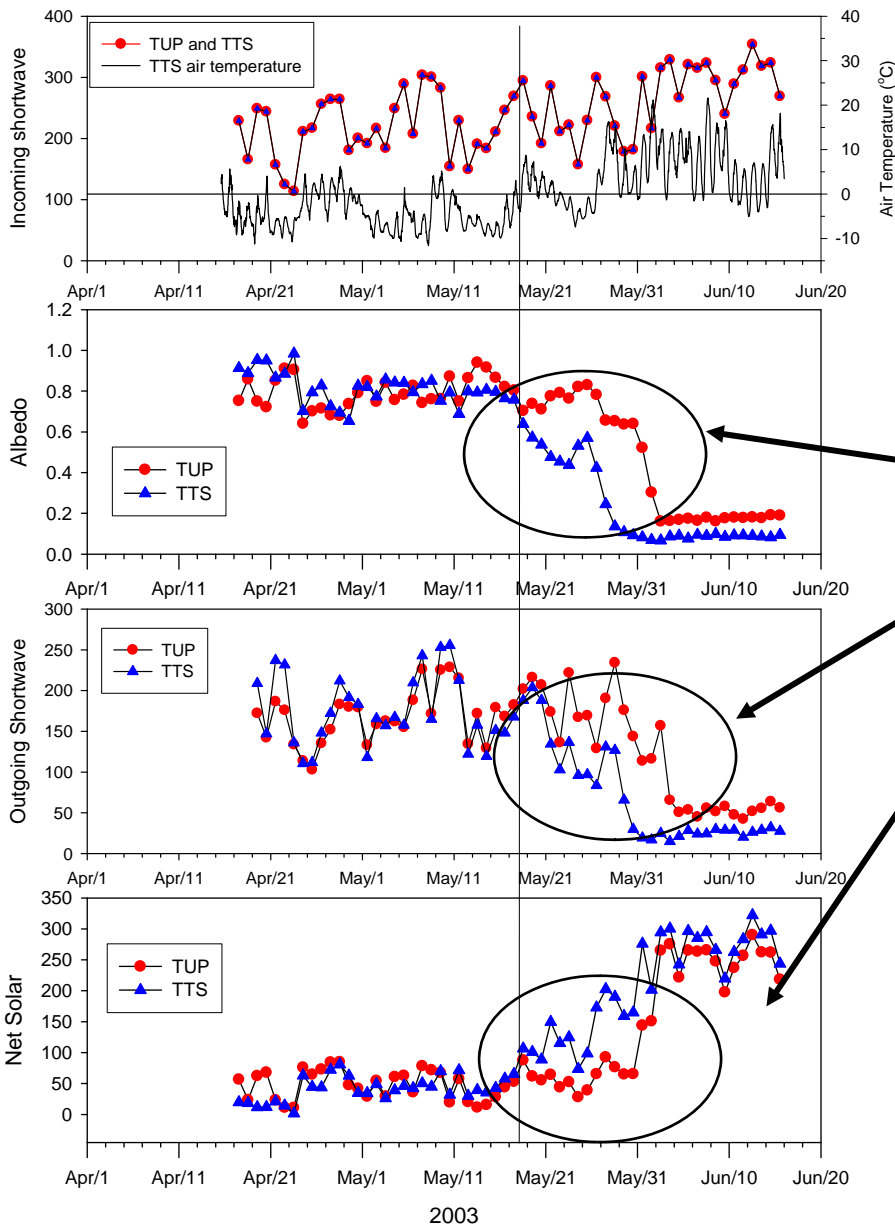 400
300
200
100
0
Incoming shortwave
TUP and TTS
TTS air temperature
40
30
20
10
0
-10
Air Temperature (°C)
Apr/1 Apr/11 Apr/21 May/1 May/11 May/21 May/31 Jun/10 Jun/20
1.2
1.0
0.8
0.6
0.4
0.2
0.0
Albedo
TUP
TTS
Apr/1 Apr/11 Apr/21 May/1 May/11 May/21 May/31 Jun/10 Jun/20
300
250
200
150
100
50
0
Outgoing Shortwave
TUP
TTS
Apr/1 Apr/11 Apr/21 May/1 May/11 May/21 May/31 Jun/10 Jun/20
350
300
250
200
150
100
50
0
Net Solar
TUP
TTS
Apr/1 Apr/11 Apr/21 May/1 May/11 May/21 May/31 Jun/10 Jun/20
2003